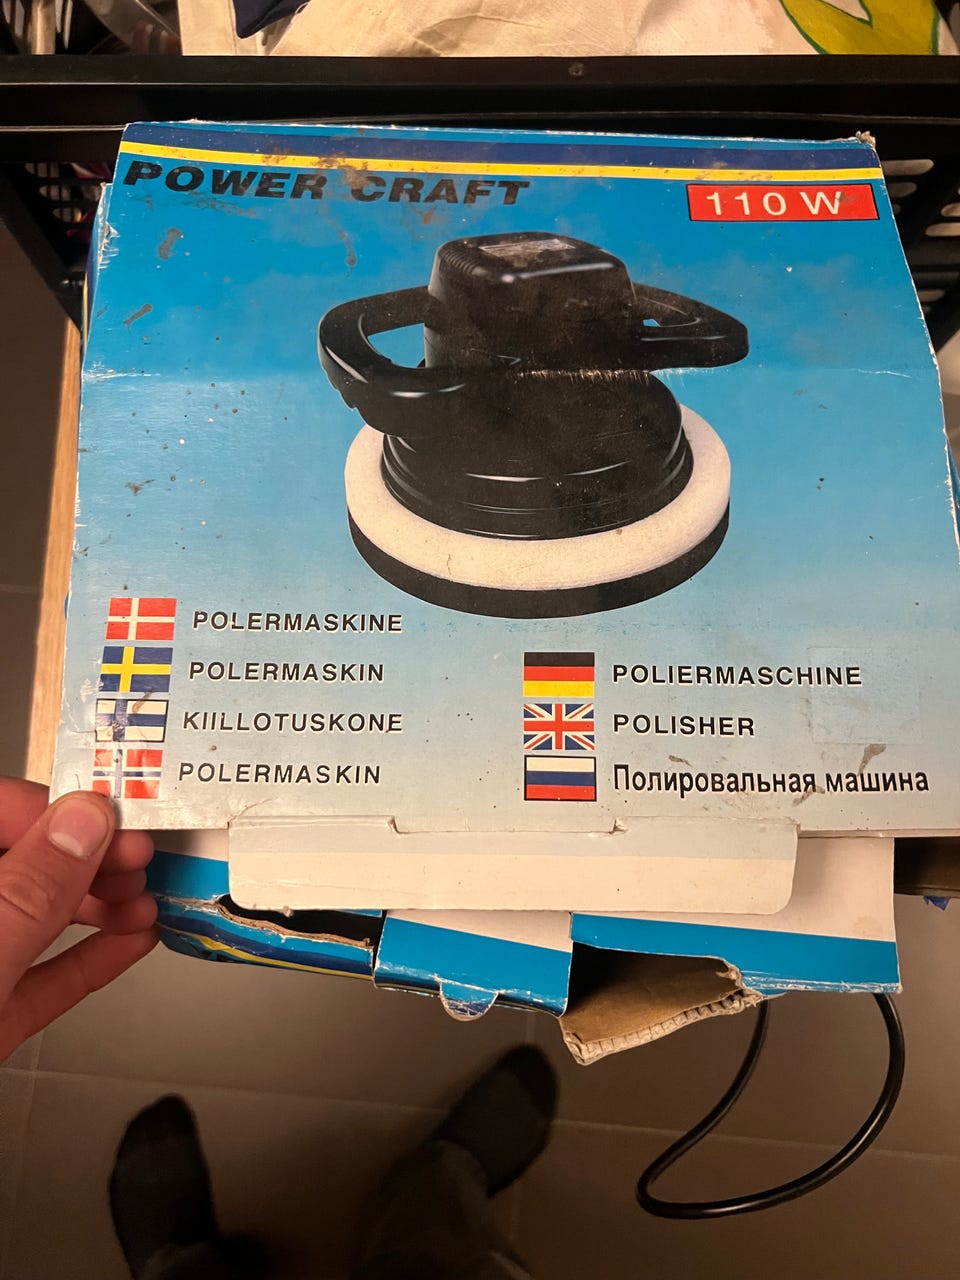 POWER CRAFT
110 W
POLERMASKINE
POLERMASKIN
KIILLOTUSKONE
POLERMASKIN
POLIERMASCHINE
POLISHER
Полировальная машина